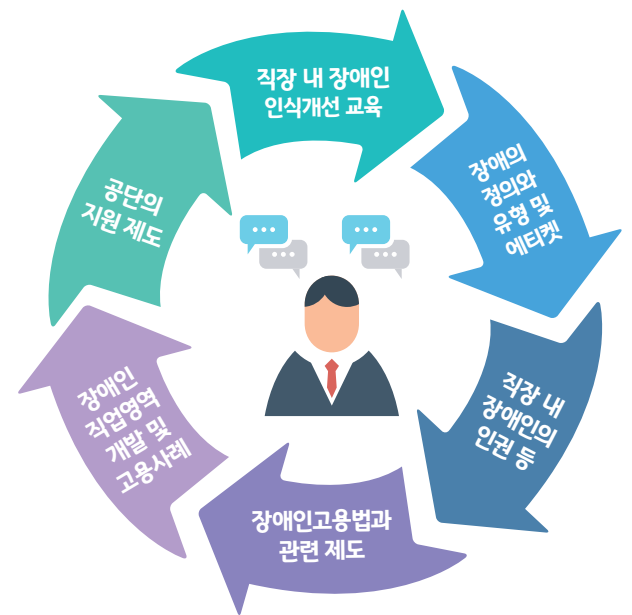 직장 내 장애인
인식개선 교육
장애의
정의와
유형 및
에티켓
직장 내
장애인의
인권 등
장애인고용법과
관련 제도
장애인
직업영역
개발 및
고용사례
공단의
지원 제도